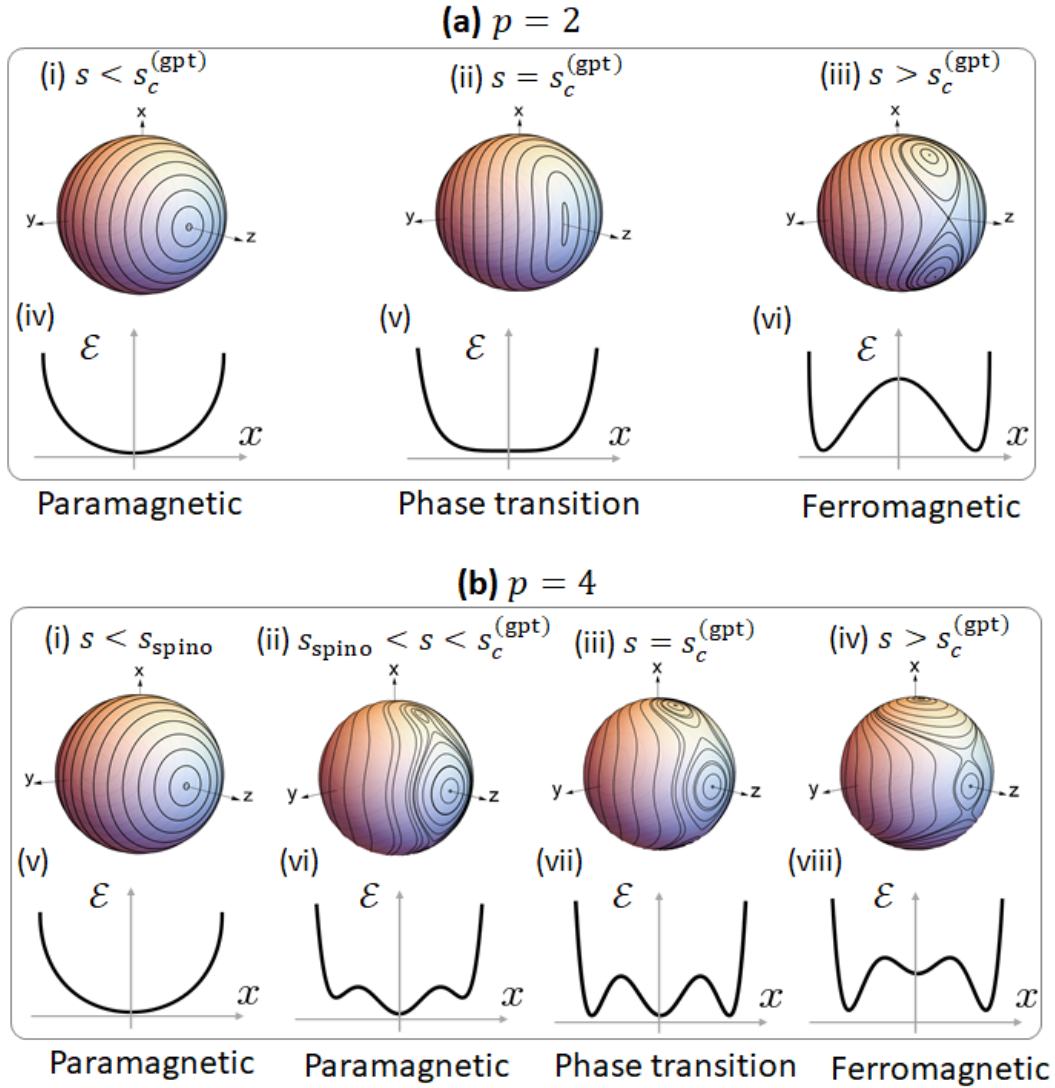 (a) p = 2
(i) s < s_c^(gpt) (ii) s = s_c^(gpt) (iii) s > s_c^(gpt)
x x x
y z y z y z
(iv) (v) (vi)
ℰ ℰ ℰ
x x x
Paramagnetic Phase transition Ferromagnetic
(b) p = 4
(i) s < s_spino (ii) s_spino < s < s_c^(gpt) (iii) s = s_c^(gpt) (iv) s > s_c^(gpt)
x x x x
y z y z y z y z
(v) (vi) (vii) (viii)
ℰ ℰ ℰ ℰ
x x x x
Paramagnetic Paramagnetic Phase transition Ferromagnetic